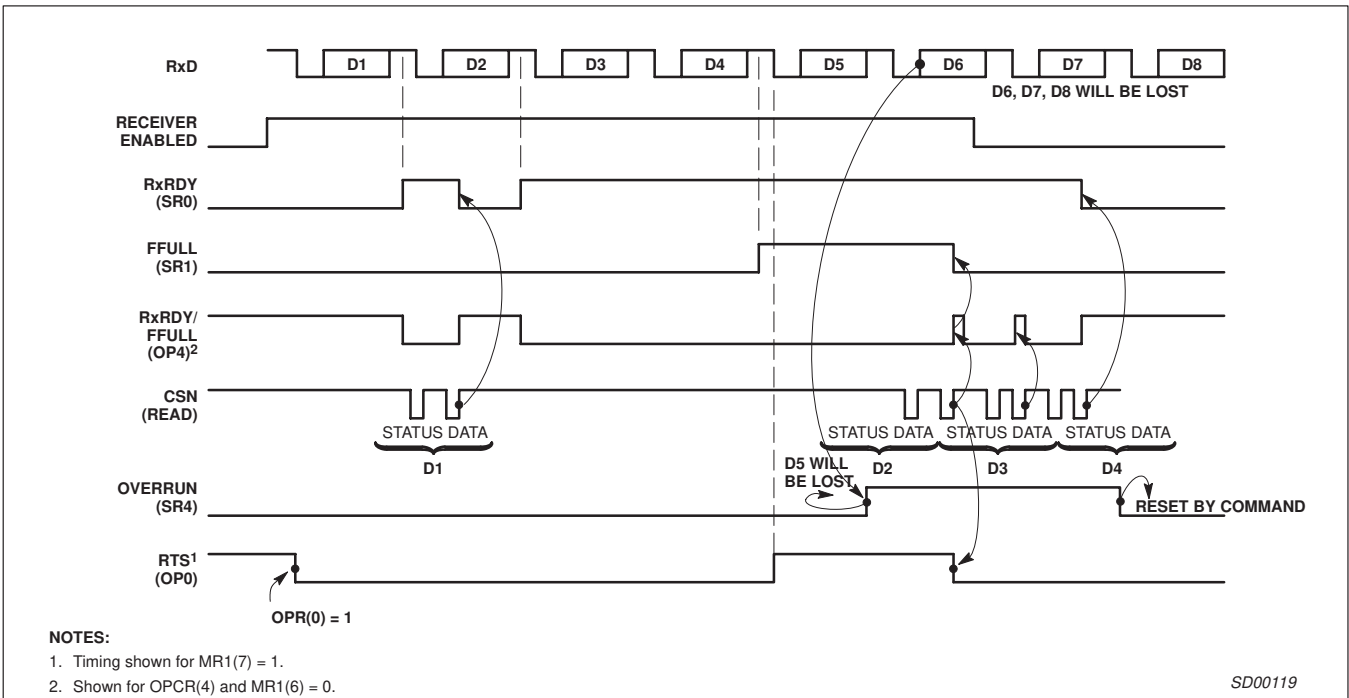 RxD
D1 D2 D3 D4 D5 D6 D7 D8
D6, D7, D8 WILL BE LOST
RECEIVER
ENABLED
RxRDY
(SR0)
FFULL
(SR1)
RxRDY/
FFULL
(OP4)2
CSN
(READ)
STATUS DATA STATUS DATA STATUS DATA STATUS DATA
D1 D2 D3 D4
D5 WILL
BE LOST
OVERRUN
(SR4)
RESET BY COMMAND
RTS1
(OP0)
OPR(0) = 1
NOTES:
1. Timing shown for MR1(7) = 1.
2. Shown for OPCR(4) and MR1(6) = 0.
SD00119